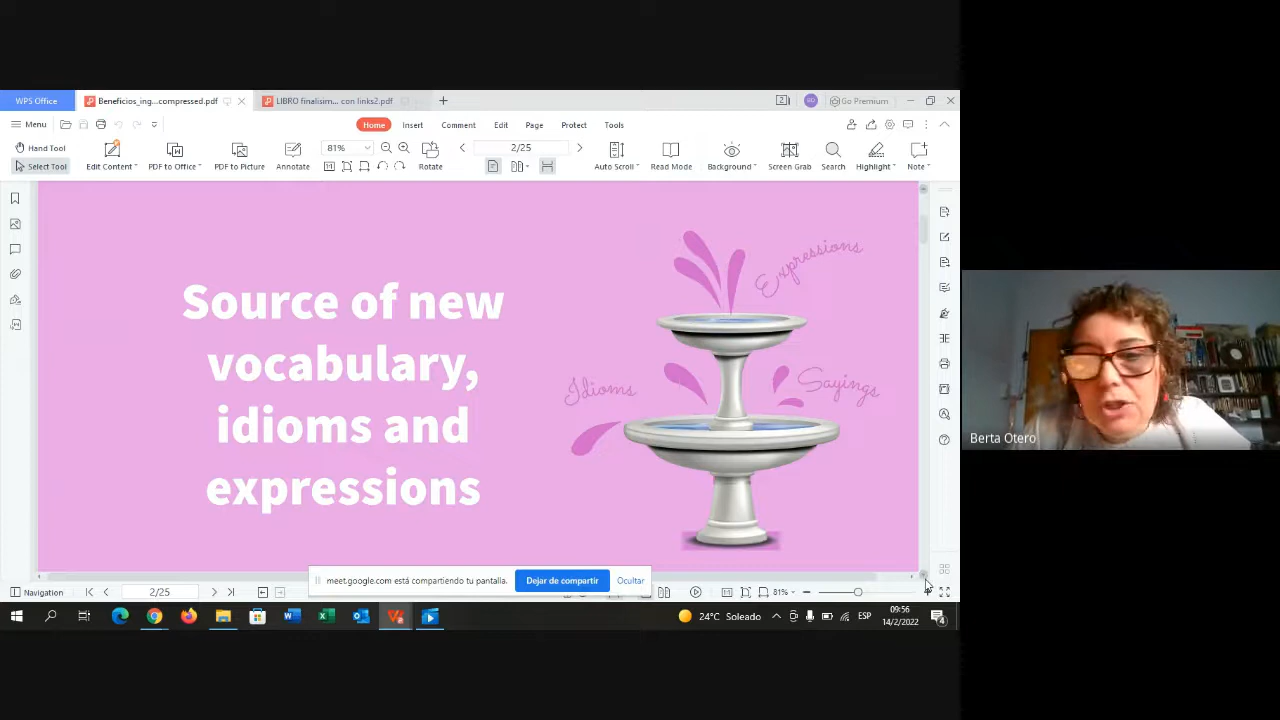 WPS Office
Beneficios_ing...compressed.pdf
LIBRO finalisim... con links2.pdf
Go Premium
Menu
Home Insert Comment Edit Page Protect Tools
Hand Tool
Select Tool
Edit Content
PDF to Office
PDF to Picture
Annotate
81%
Rotate
2/25
Auto Scroll
Read Mode
Background
Screen Grab
Search
Highlight
Note
Source of new
vocabulary,
idioms and
expressions
Expressions
Idioms
Sayings
Berta Otero
meet.google.com está compartiendo tu pantalla.
Dejar de compartir
Ocultar
Navigation
2/25
81%
24°C Soleado
ESP
09:56
14/2/2022
4